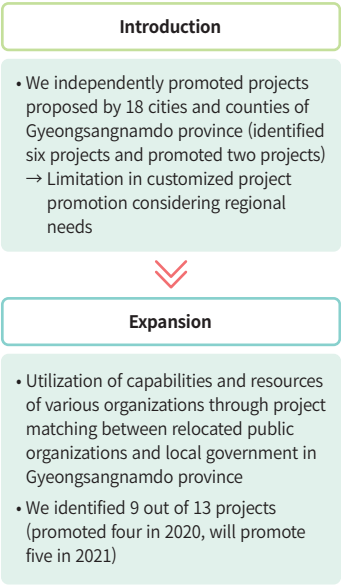 Introduction
• We independently promoted projects
proposed by 18 cities and counties of
Gyeongsangnamdo province (identified
six projects and promoted two projects)
→ Limitation in customized project
promotion considering regional
needs
Expansion
• Utilization of capabilities and resources
of various organizations through project
matching between relocated public
organizations and local government in
Gyeongsangnamdo province
• We identified 9 out of 13 projects
(promoted four in 2020, will promote
five in 2021)